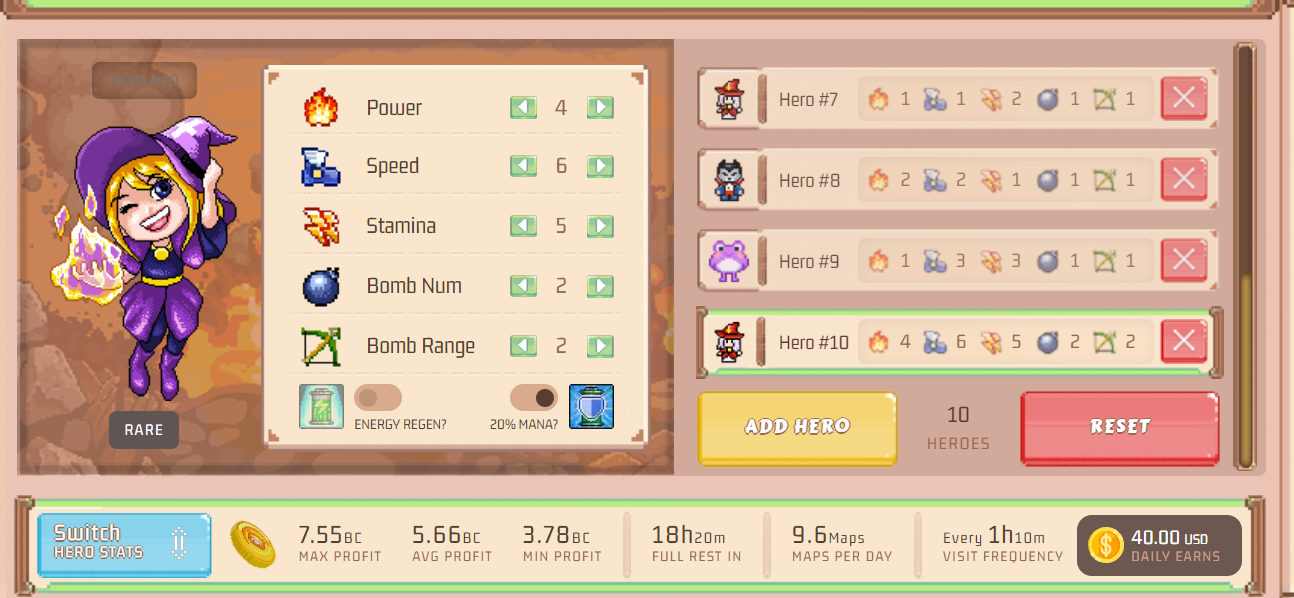 Hero #10
Power 4
Speed 6
Stamina 5
Bomb Num 2
Bomb Range 2
ENERGY REGEN? 20% MANA?
RARE
Hero #7 1 1 2 1 1
Hero #8 2 2 1 1 1
Hero #9 1 3 3 1 1
Hero #10 4 6 5 2 2
ADD HERO
10
HEROES
RESET
Switch
HERO STATS
7.55BC
MAX PROFIT
5.66BC
AVG PROFIT
3.78BC
MIN PROFIT
18h20m
FULL REST IN
9.6Maps
MAPS PER DAY
Every 1h10m
VISIT FREQUENCY
40.00 USD
DAILY EARNS